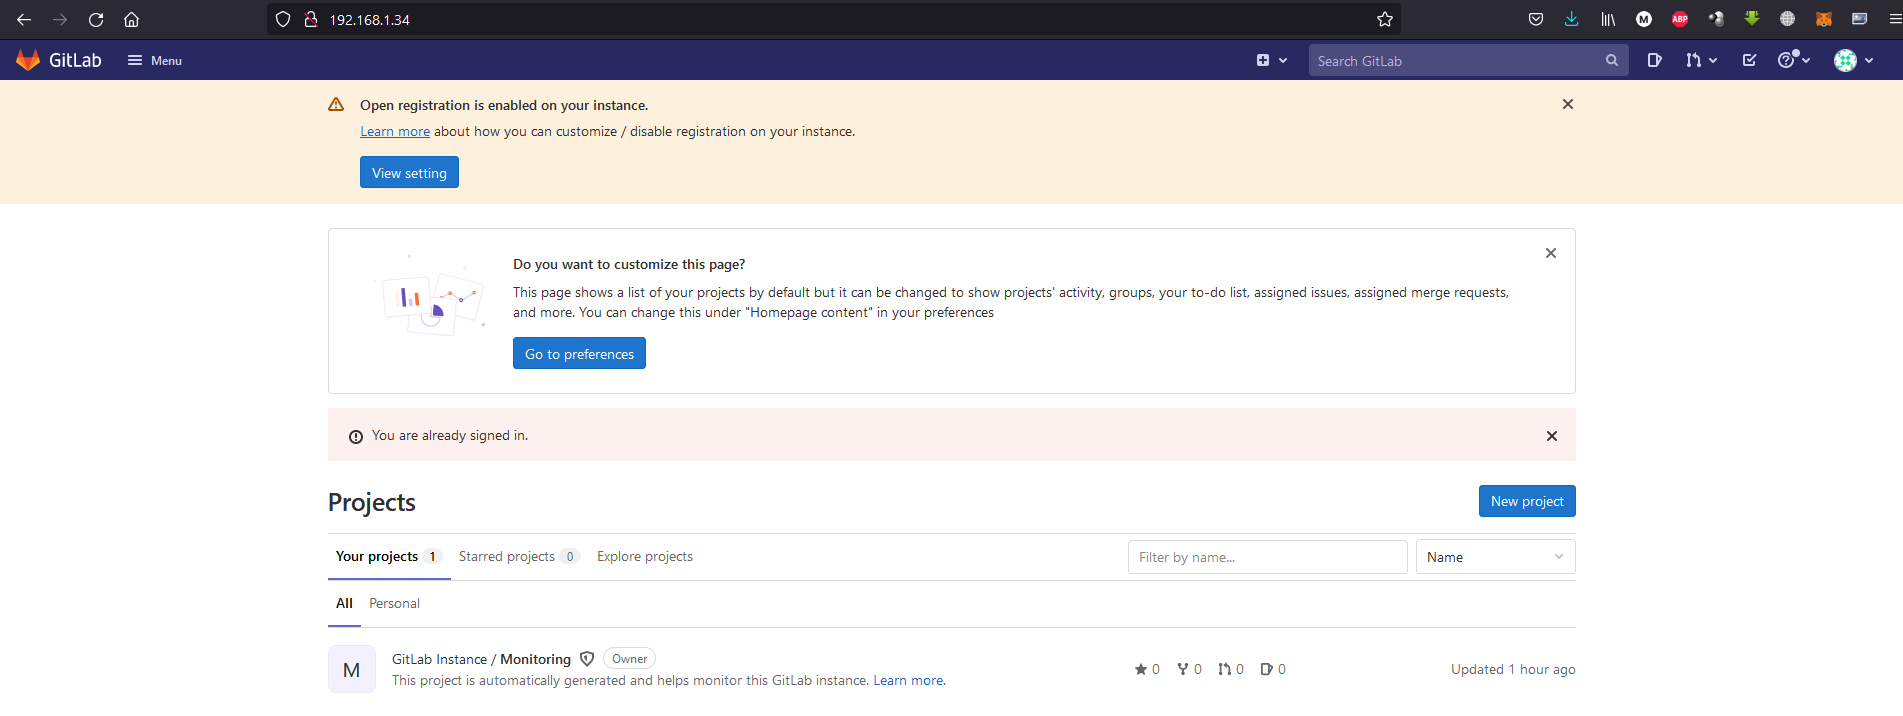 192.168.1.34
M ABP
GitLab Menu Search GitLab
Open registration is enabled on your instance.
Learn more about how you can customize / disable registration on your instance.
View setting
Do you want to customize this page?
This page shows a list of your projects by default but it can be changed to show projects' activity, groups, your to-do list, assigned issues, assigned merge requests,
and more. You can change this under "Homepage content" in your preferences
Go to preferences
You are already signed in.
Projects New project
Your projects 1 Starred projects 0 Explore projects Filter by name... Name
All Personal
M GitLab Instance / Monitoring Owner 0 0 0 0 Updated 1 hour ago
This project is automatically generated and helps monitor this GitLab instance. Learn more.